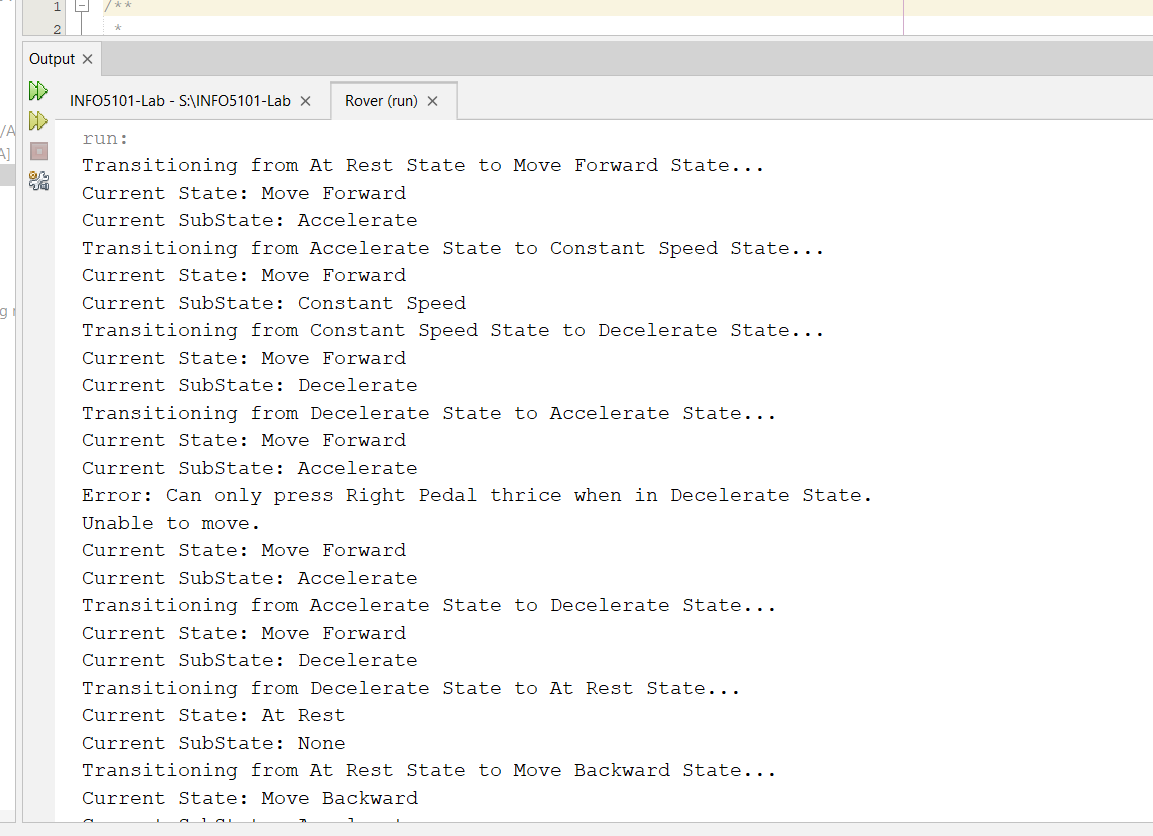 1 /**
2 *
Output
INFO5101-Lab - S:\INFO5101-Lab
Rover (run)
/A
A]
run:
Transitioning from At Rest State to Move Forward State...
Current State: Move Forward
Current SubState: Accelerate
Transitioning from Accelerate State to Constant Speed State...
Current State: Move Forward
Current SubState: Constant Speed
Transitioning from Constant Speed State to Decelerate State...
Current State: Move Forward
Current SubState: Decelerate
Transitioning from Decelerate State to Accelerate State...
Current State: Move Forward
Current SubState: Accelerate
Error: Can only press Right Pedal thrice when in Decelerate State.
Unable to move.
Current State: Move Forward
Current SubState: Accelerate
Transitioning from Accelerate State to Decelerate State...
Current State: Move Forward
Current SubState: Decelerate
Transitioning from Decelerate State to At Rest State...
Current State: At Rest
Current SubState: None
Transitioning from At Rest State to Move Backward State...
Current State: Move Backward